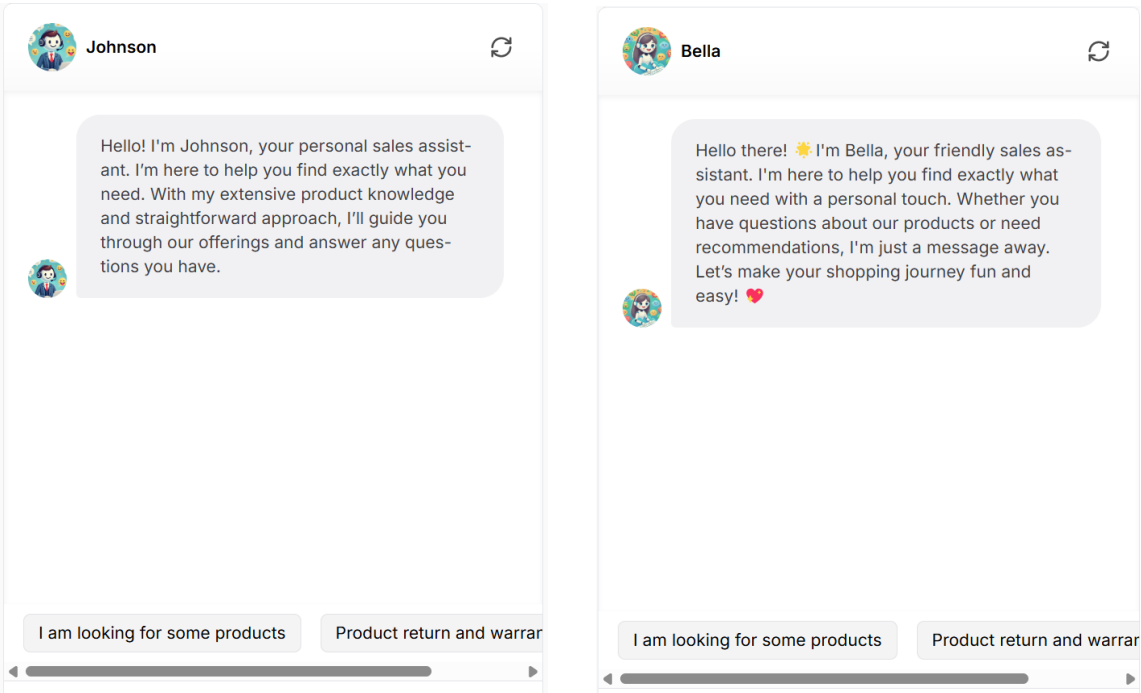 Johnson
Hello! I'm Johnson, your personal sales assist-
ant. I’m here to help you find exactly what you
need. With my extensive product knowledge
and straightforward approach, I’ll guide you
through our offerings and answer any ques-
tions you have.
I am looking for some products
Product return and warran
Bella
Hello there! 🌟 I'm Bella, your friendly sales as-
sistant. I'm here to help you find exactly what
you need with a personal touch. Whether you
have questions about our products or need
recommendations, I'm just a message away.
Let’s make your shopping journey fun and
easy! 💖
I am looking for some products
Product return and warran